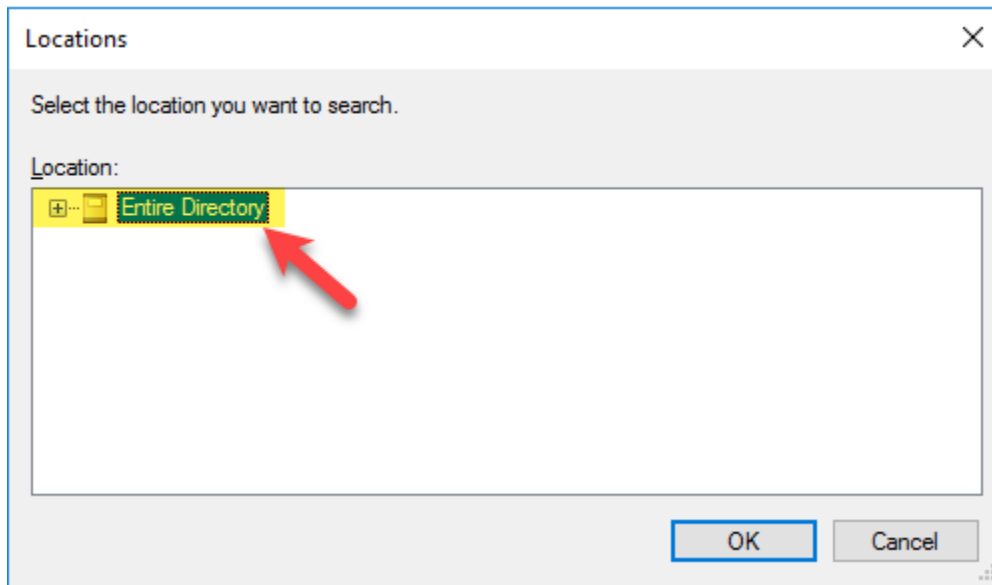 Locations
Select the location you want to search.
Location:
Entire Directory
OK
Cancel